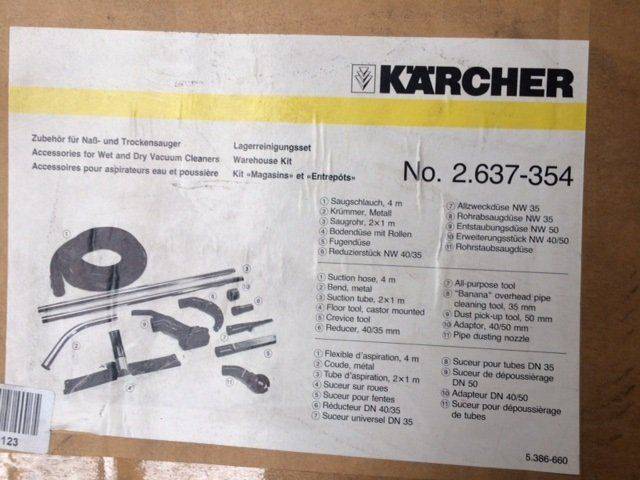 KÄRCHER
Zubehör für Naß- und Trockensauger
Accessories for Wet and Dry Vacuum Cleaners
Accessoires pour aspirateurs eau et poussière
Lagerreinigungsset
Warehouse Kit
Kit «Magasins» et «Entrepôts»
No. 2.637-354
① Saugschlauch, 4 m
② Krümmer, Metall
③ Saugrohr, 2×1 m
④ Bodendüse mit Rollen
⑤ Fugendüse
⑥ Reduzierstück NW 40/35
⑦ Allzweckdüse NW 35
⑧ Rohrabsaugdüse NW 35
⑨ Entstaubungsdüse NW 50
⑩ Erweiterungsstück NW 40/50
⑪ Rohrstaubsaugdüse
① Suction hose, 4 m
② Bend, metal
③ Suction tube, 2×1 m
④ Floor tool, castor mounted
⑤ Crevice tool
⑥ Reducer, 40/35 mm
⑦ All-purpose tool
⑧ "Banana" overhead pipe
cleaning tool, 35 mm
⑨ Dust pick-up tool, 50 mm
⑩ Adaptor, 40/50 mm
⑪ Pipe dusting nozzle
① Flexible d'aspiration, 4 m
② Coude, métal
③ Tube d'aspiration, 2×1 m
④ Suceur sur roues
⑤ Suceur pour fentes
⑥ Réducteur DN 40/35
⑦ Suceur universel DN 35
⑧ Suceur pour tubes DN 35
⑨ Suceur de dépoussiérage
DN 50
⑩ Adapteur DN 40/50
⑪ Suceur pour dépoussiérage
de tubes
① ③ ⑩ ⑨ ⑧ ⑥ ⑦ ② ⑤ ④ ⑪
5.386-660
123